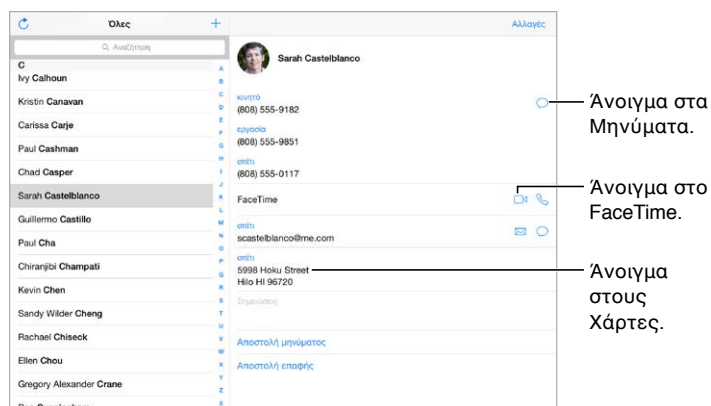 Όλες
+
Αλλαγές
Αναζήτηση
C
Ivy Calhoun
Kristin Canavan
Carissa Carje
Paul Cashman
Chad Casper
Sarah Castelblanco
Guillermo Castillo
Paul Cha
Chiranjibi Champati
Kevin Chen
Sandy Wilder Cheng
Rachael Chiseck
Ellen Chou
Gregory Alexander Crane
A
B
C
D
E
F
G
H
I
J
K
L
M
N
O
P
Q
R
S
T
U
V
W
X
Y
Z
#
Sarah Castelblanco
κινητό
(808) 555-9182
εργασία
(808) 555-9851
σπίτι
(808) 555-0117
FaceTime
σπίτι
scastelblanco@me.com
σπίτι
5998 Hoku Street
Hilo HI 96720
Σημειώσεις
Αποστολή μηνύματος
Αποστολή επαφής
Άνοιγμα στα
Μηνύματα.
Άνοιγμα στο
FaceTime.
Άνοιγμα
στους
Χάρτες.